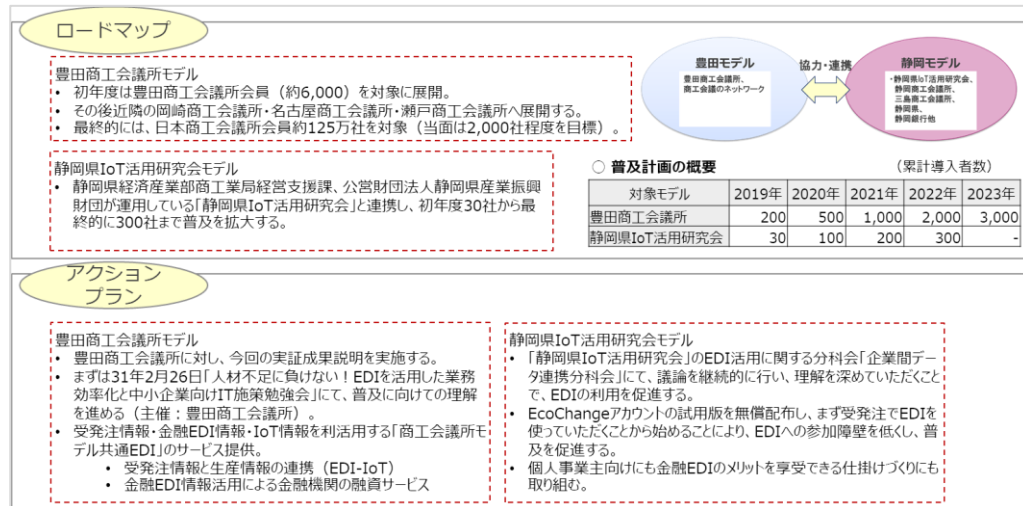 ロードマップ
豊田商工会議所モデル
• 初年度は豊田商工会議所会員（約6,000）を対象に展開。
• その後近隣の岡崎商工会議所・名古屋商工会議所・瀬戸商工会議所へ展開する。
• 最終的には、日本商工会議所会員約125万社を対象（当面は2,000社程度を目標）。
静岡県IoT活用研究会モデル
• 静岡県経済産業部商工業局経営支援課、公営財団法人静岡県産業振興
財団が運用している「静岡県IoT活用研究会」と連携し、初年度30社から最
終的に300社まで普及を拡大する。
豊田モデル
豊田商工会議所、
商工会議のネットワーク
協力・連携
静岡モデル
・静岡県IoT活用研究会、
静岡商工会議所、
三島商工会議所、
静岡県、
静岡銀行他
○ 普及計画の概要 （累計導入者数）
対象モデル 2019年 2020年 2021年 2022年 2023年
豊田商工会議所 200 500 1,000 2,000 3,000
静岡県IoT活用研究会 30 100 200 300 -
アクション
プラン
豊田商工会議所モデル
• 豊田商工会議所に対し、今回の実証成果説明を実施する。
• まずは31年2月26日「人材不足に負けない！EDIを活用した業務
効率化と中小企業向けIT施策勉強会」にて、普及に向けての理解
を進める（主催：豊田商工会議所）。
• 受発注情報・金融EDI情報・IoT情報を利活用する「商工会議所モ
デル共通EDI」のサービス提供。
• 受発注情報と生産情報の連携（EDI-IoT）
• 金融EDI情報活用による金融機関の融資サービス
静岡県IoT活用研究会モデル
• 「静岡県IoT活用研究会」のEDI活用に関する分科会「企業間デー
タ連携分科会」にて、議論を継続的に行い、理解を深めていただくこと
で、EDIの利用を促進する。
• EcoChangeアカウントの試用版を無償配布し、まず受発注でEDIを
使っていただくことから始めることにより、EDIへの参加障壁を低くし、普
及を促進する。
• 個人事業主向けにも金融EDIのメリットを享受できる仕掛けづくりにも
取り組む。